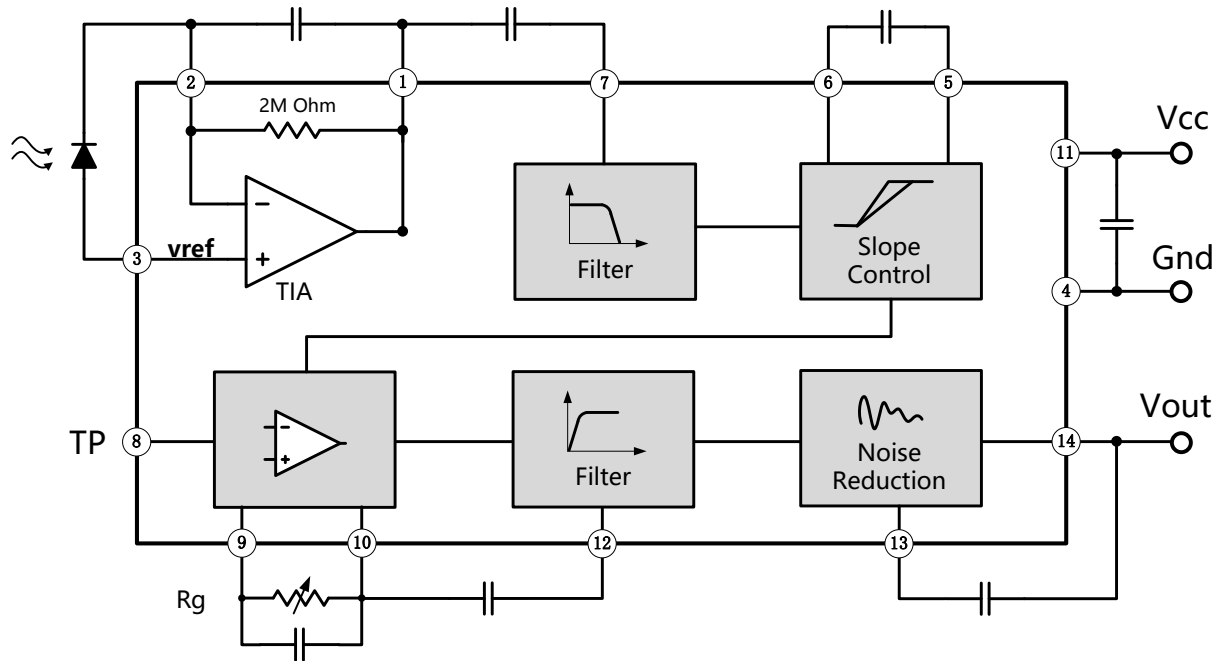 2
1
7
6
5
2M Ohm
Vcc
11
−
Slope
Control
3
vref
+
TIA
Filter
Gnd
4
TP
8
−
+
Filter
Noise
Reduction
14
Vout
9
10
12
13
Rg